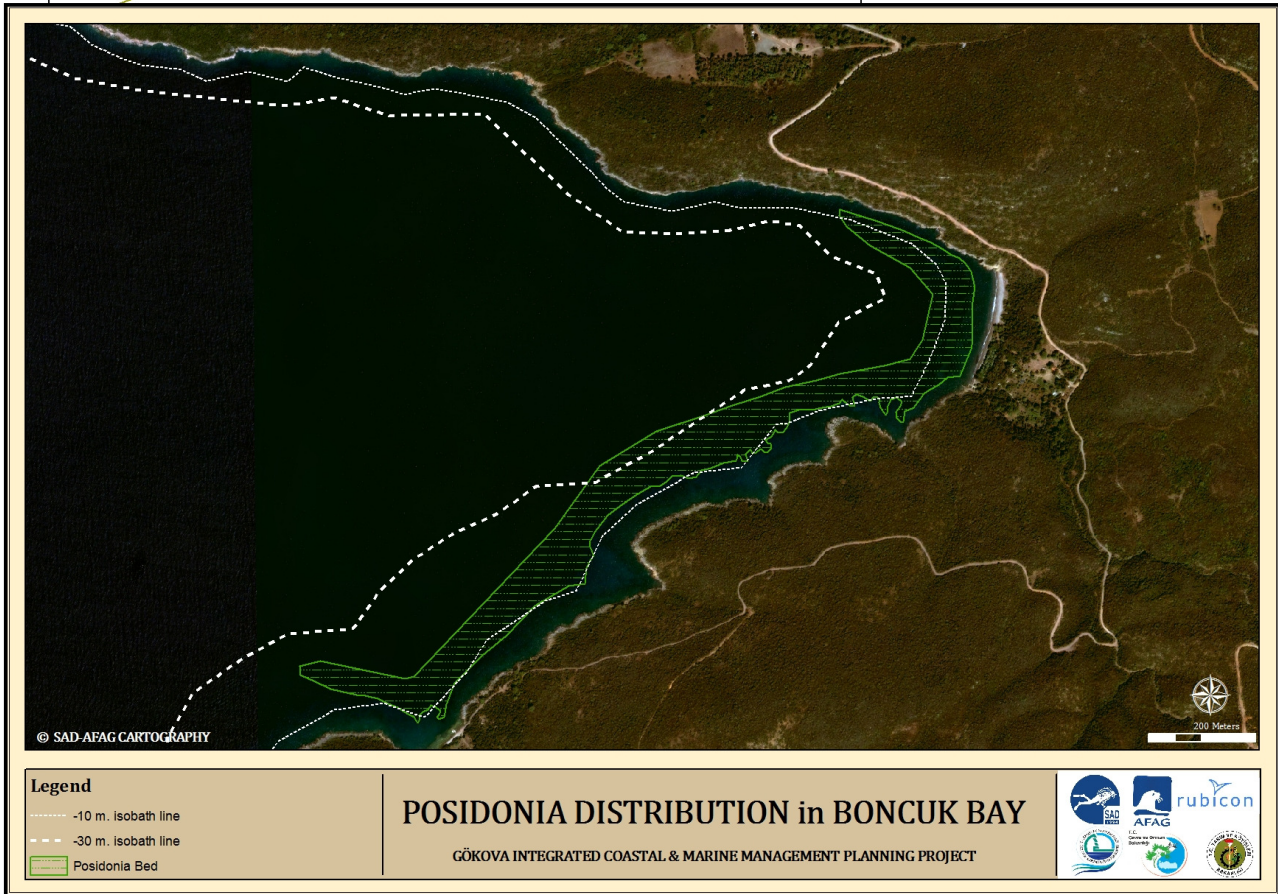 200 Meters
© SAD-AFAG CARTOGRAPHY
Legend
-10 m. isobath line
-30 m. isobath line
Posidonia Bed
POSIDONIA DISTRIBUTION in BONCUK BAY
GÖKOVA INTEGRATED COASTAL & MARINE MANAGEMENT PLANNING PROJECT
SAD
AFAG
rubicon
T.C.